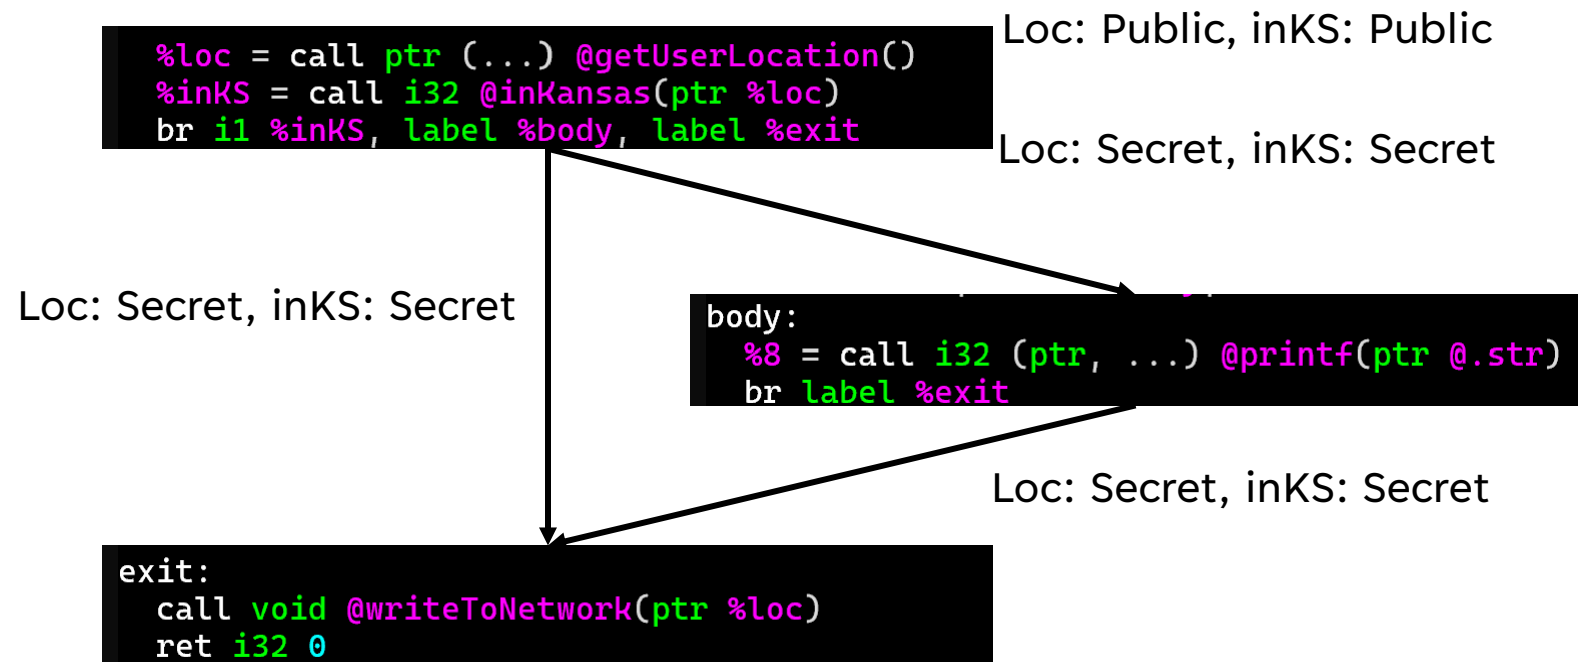 Loc: Public, inKS: Public
%loc = call ptr (...) @getUserLocation()
%inKS = call i32 @inKansas(ptr %loc)
br i1 %inKS, label %body, label %exit
Loc: Secret, inKS: Secret
Loc: Secret, inKS: Secret
body:
%8 = call i32 (ptr, ...) @printf(ptr @.str)
br label %exit
Loc: Secret, inKS: Secret
exit:
call void @writeToNetwork(ptr %loc)
ret i32 0